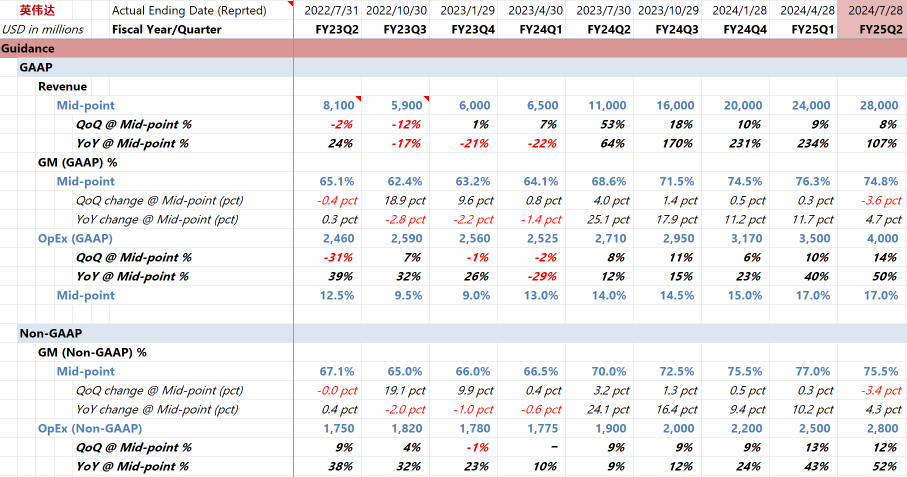 英伟达 Actual Ending Date (Reprted) 2022/7/31 2022/10/30 2023/1/29 2023/4/30 2023/7/30 2023/10/29 2024/1/28 2024/4/28 2024/7/28
USD in millions Fiscal Year/Quarter FY23Q2 FY23Q3 FY23Q4 FY24Q1 FY24Q2 FY24Q3 FY24Q4 FY25Q1 FY25Q2
Guidance
GAAP
Revenue
Mid-point 8,100 5,900 6,000 6,500 11,000 16,000 20,000 24,000 28,000
QoQ @ Mid-point % -2% -12% 1% 7% 53% 18% 10% 9% 8%
YoY @ Mid-point % 24% -17% -21% -22% 64% 170% 231% 234% 107%
GM (GAAP) %
Mid-point 65.1% 62.4% 63.2% 64.1% 68.6% 71.5% 74.5% 76.3% 74.8%
QoQ change @ Mid-point (pct) -0.4 pct 18.9 pct 9.6 pct 0.8 pct 4.0 pct 1.4 pct 0.5 pct 0.3 pct -3.6 pct
YoY change @ Mid-point (pct) 0.3 pct -2.8 pct -2.2 pct -1.4 pct 25.1 pct 17.9 pct 11.2 pct 11.7 pct 4.7 pct
OpEx (GAAP) 2,460 2,590 2,560 2,525 2,710 2,950 3,170 3,500 4,000
QoQ @ Mid-point % -31% 7% -1% -2% 8% 11% 6% 10% 14%
YoY @ Mid-point % 39% 32% 26% -29% 12% 15% 23% 40% 50%
Mid-point 12.5% 9.5% 9.0% 13.0% 14.0% 14.5% 15.0% 17.0% 17.0%
Non-GAAP
GM (Non-GAAP) %
Mid-point 67.1% 65.0% 66.0% 66.5% 70.0% 72.5% 75.5% 77.0% 75.5%
QoQ change @ Mid-point (pct) -0.0 pct 19.1 pct 9.9 pct 0.4 pct 3.2 pct 1.3 pct 0.5 pct 0.3 pct -3.4 pct
YoY change @ Mid-point (pct) 0.4 pct -2.0 pct -1.0 pct -0.6 pct 24.1 pct 16.4 pct 9.4 pct 10.2 pct 4.3 pct
OpEx (Non-GAAP) 1,750 1,820 1,780 1,775 1,900 2,000 2,200 2,500 2,800
QoQ @ Mid-point % 9% 4% -1% – 9% 9% 9% 13% 12%
YoY @ Mid-point % 38% 32% 23% 10% 9% 12% 24% 43% 52%